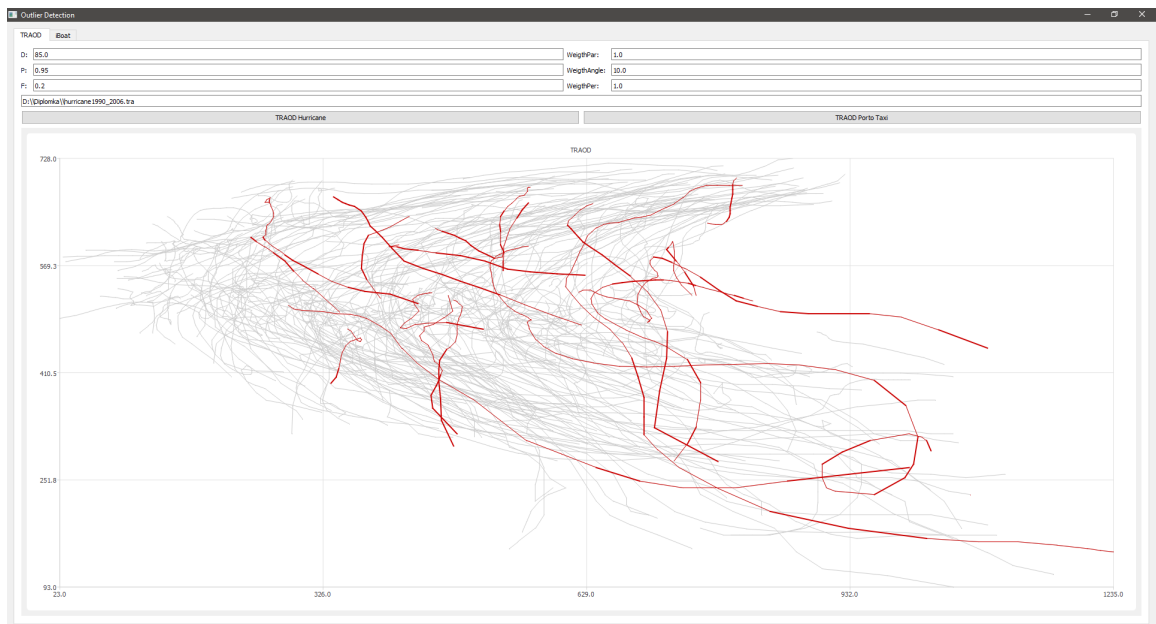 Outlier Detection
TRAOD iBoat
D: 85.0 WeigthPar: 1.0
P: 0.95 WeigthAngle: 10.0
F: 0.2 WeigthPer: 1.0
D:\\Diplomka\\hurricane1990_2006.tra
TRAOD Hurricane TRAOD Porto Taxi
TRAOD
728.0
569.3
410.5
251.8
93.0
23.0 326.0 629.0 932.0 1235.0